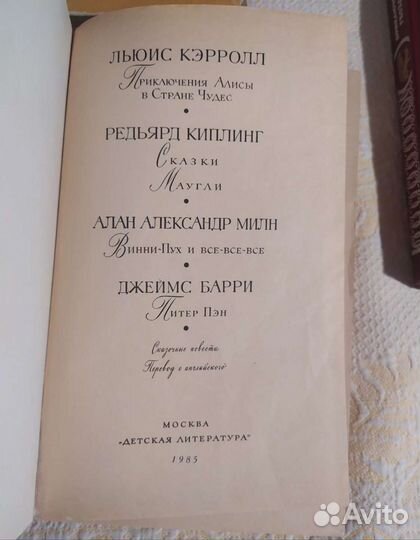 ЛЬЮИС КЭРРОЛЛ
Приключения Алисы
в Стране Чудес
•
РЕДЬЯРД КИПЛИНГ
Сказки
Маугли
•
АЛАН АЛЕКСАНДР МИЛН
Винни-Пух и все-все-все
•
ДЖЕЙМС БАРРИ
Питер Пэн
•
Сказочные повести
Перевод с английского
МОСКВА
"ДЕТСКАЯ ЛИТЕРАТУРА"
1985
Avito